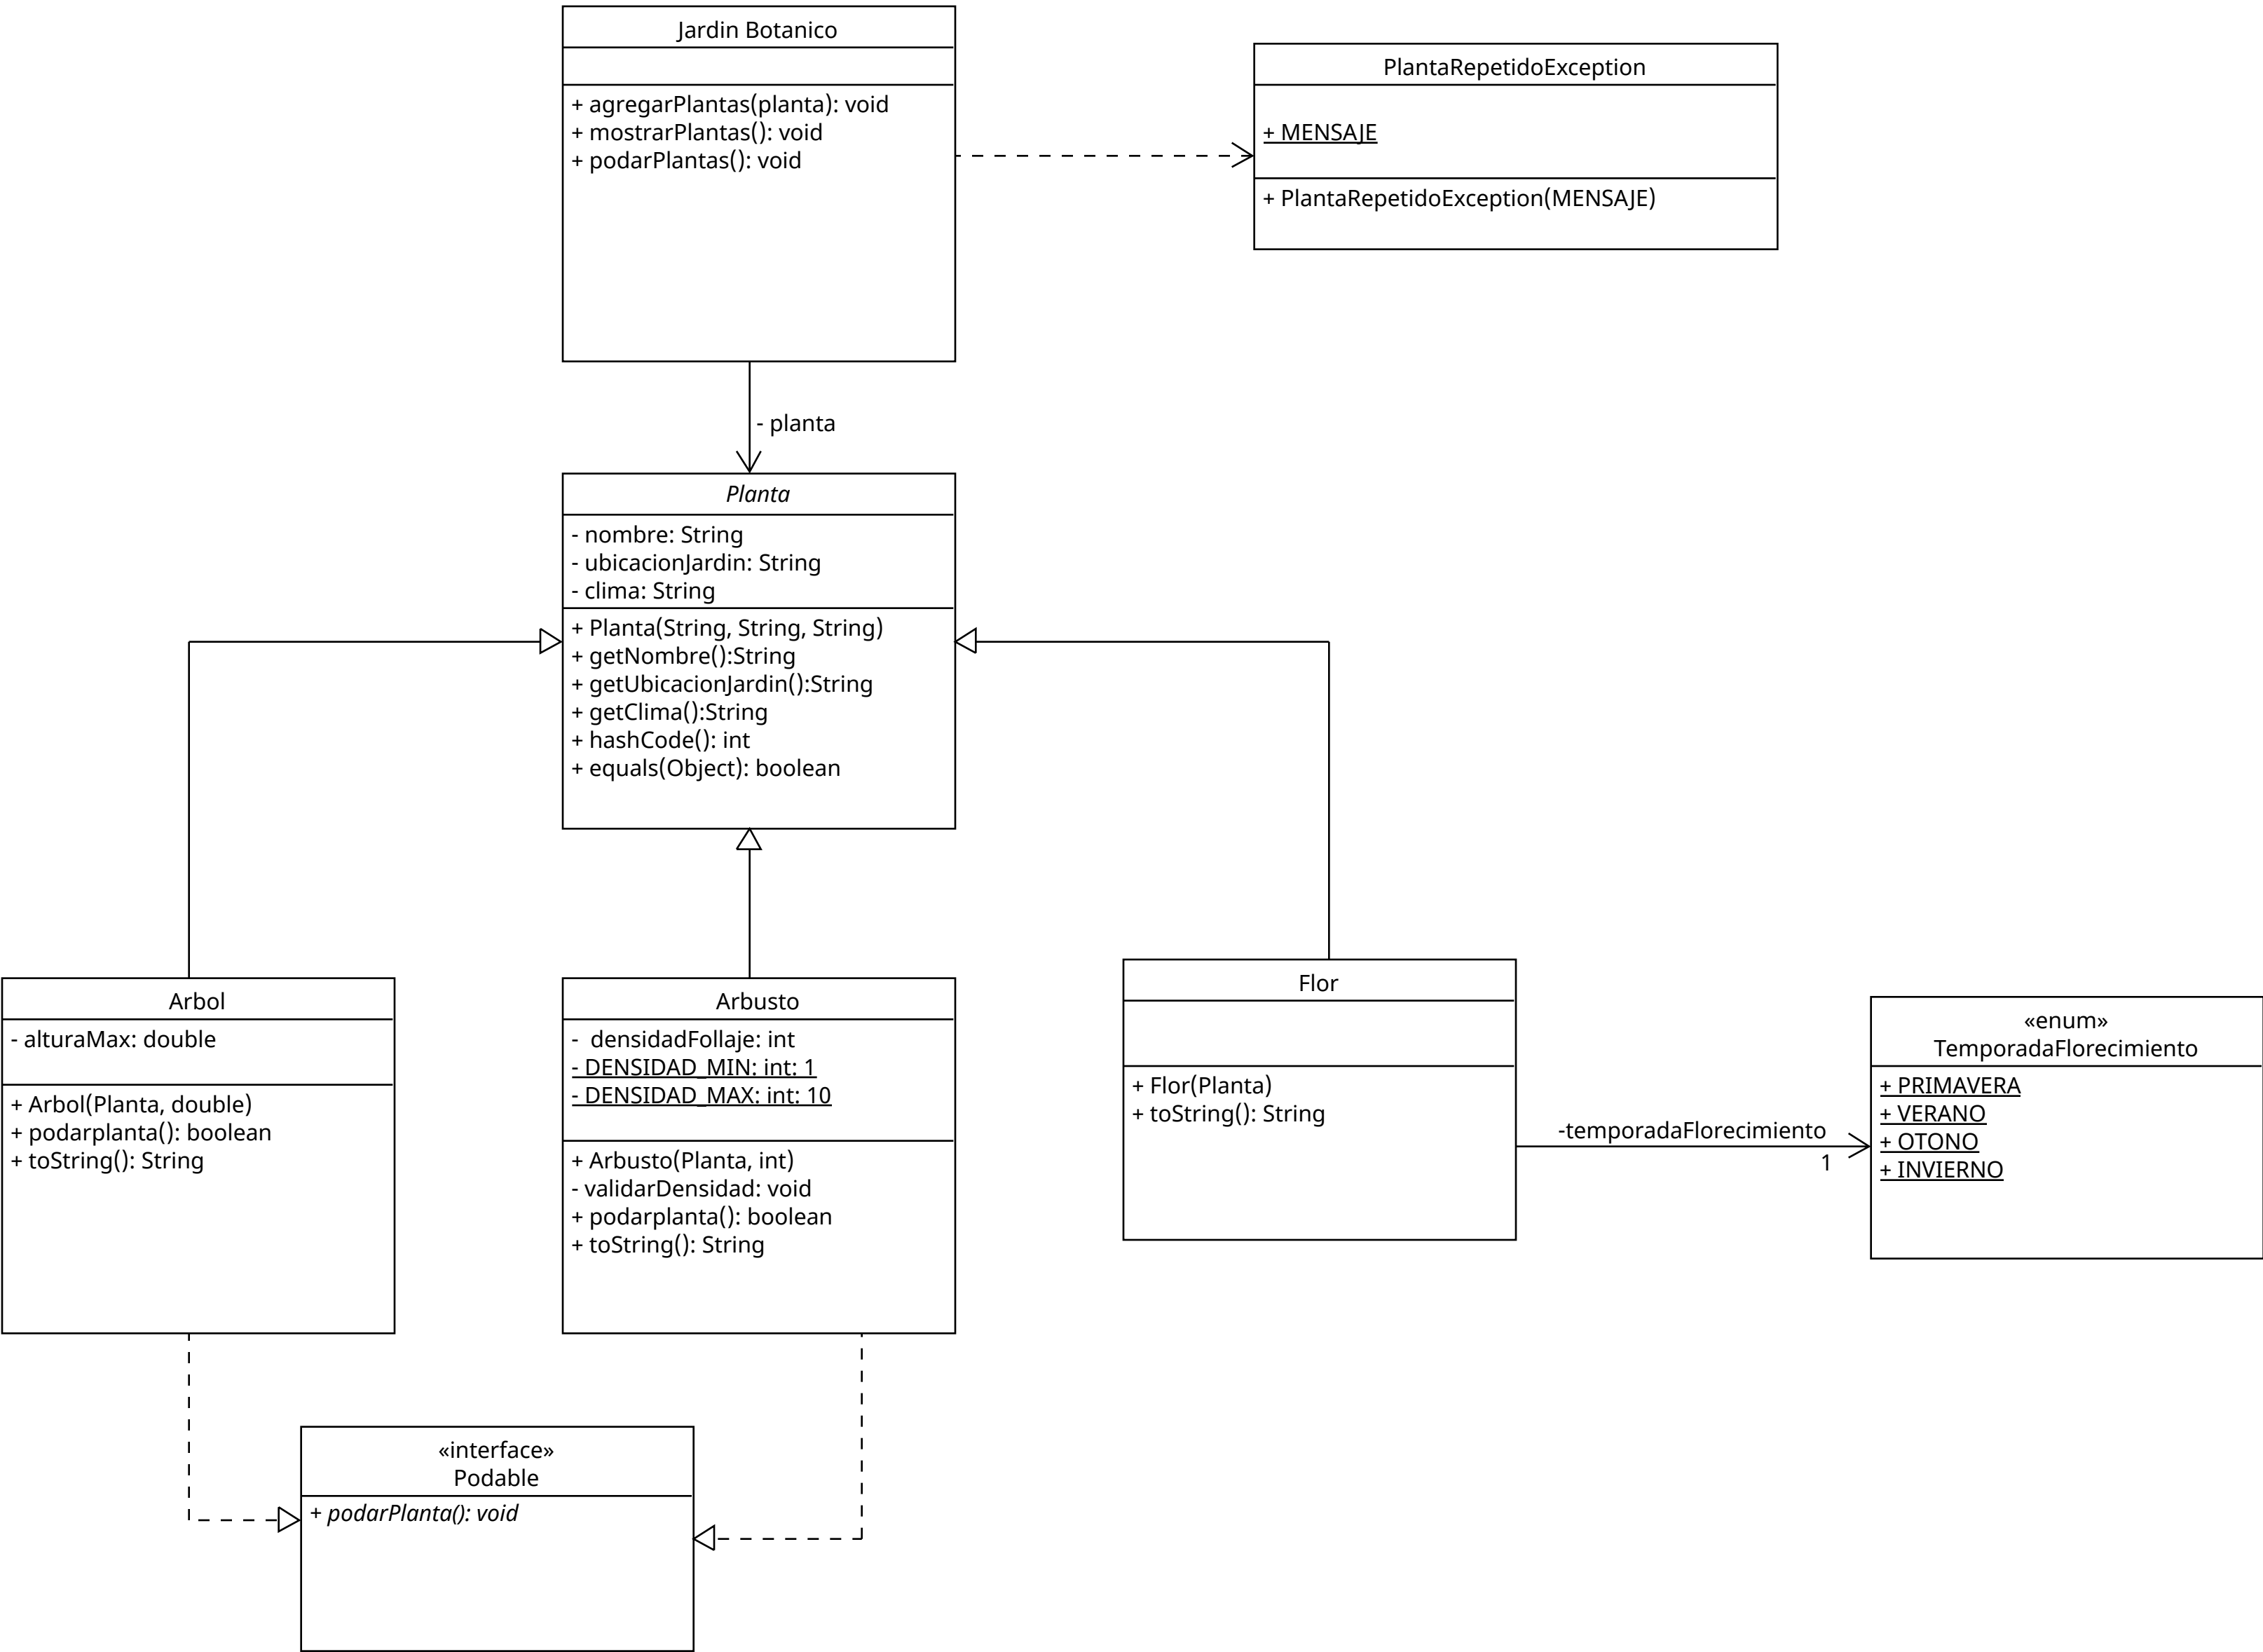 Jardin Botanico
+ agregarPlantas(planta): void
+ mostrarPlantas(): void
+ podarPlantas(): void
PlantaRepetidoException
+ MENSAJE
+ PlantaRepetidoException(MENSAJE)
- planta
Planta
- nombre: String
- ubicacionJardin: String
- clima: String
+ Planta(String, String, String)
+ getNombre():String
+ getUbicacionJardin():String
+ getClima():String
+ hashCode(): int
+ equals(Object): boolean
Arbol
- alturaMax: double
+ Arbol(Planta, double)
+ podarplanta(): boolean
+ toString(): String
Arbusto
- densidadFollaje: int
- DENSIDAD_MIN: int: 1
- DENSIDAD_MAX: int: 10
+ Arbusto(Planta, int)
- validarDensidad: void
+ podarplanta(): boolean
+ toString(): String
Flor
+ Flor(Planta)
+ toString(): String
-temporadaFlorecimiento
1
«enum»
TemporadaFlorecimiento
+ PRIMAVERA
+ VERANO
+ OTONO
+ INVIERNO
«interface»
Podable
+ podarPlanta(): void